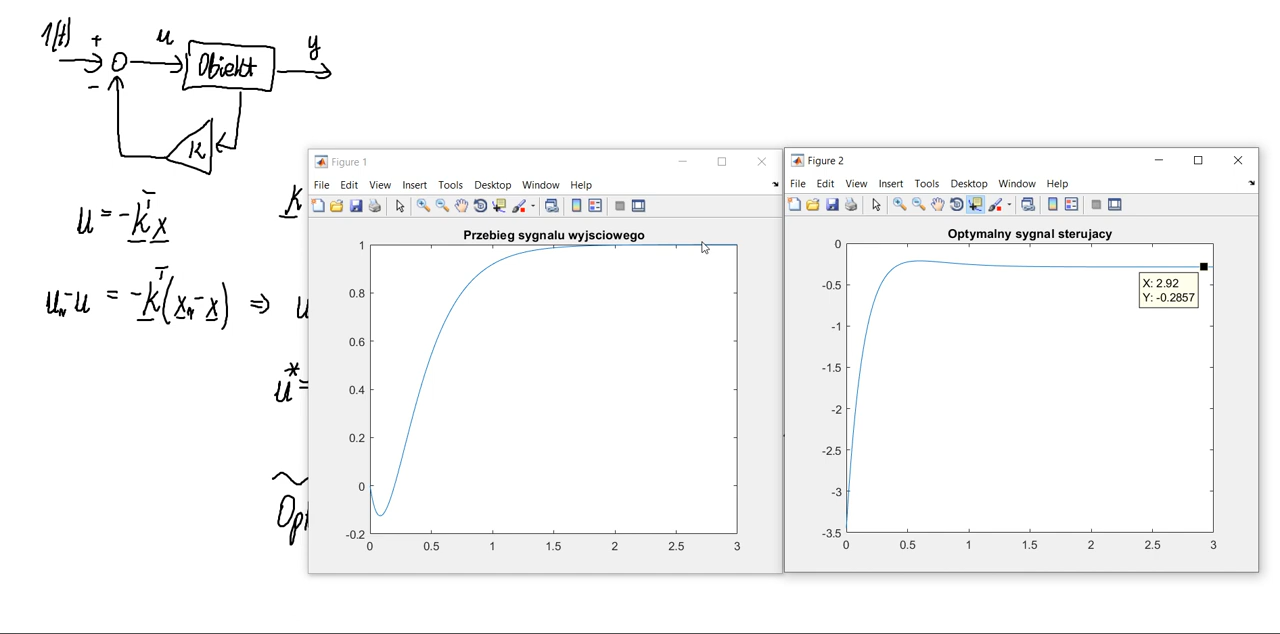 1(t) + u y
Obiekt
-
K
u = -k^T x
k
u_N - u = -k^T (x_N - x) ⇒ u
u* =
Figure 1
File Edit View Insert Tools Desktop Window Help
Przebieg sygnalu wyjsciowego
1
0.8
0.6
0.4
0.2
0
-0.2
0 0.5 1 1.5 2 2.5 3
Figure 2
File Edit View Insert Tools Desktop Window Help
Optymalny sygnal sterujacy
0
-0.5
-1
-1.5
-2
-2.5
-3
-3.5
0 0.5 1 1.5 2 2.5 3
X: 2.92
Y: -0.2857